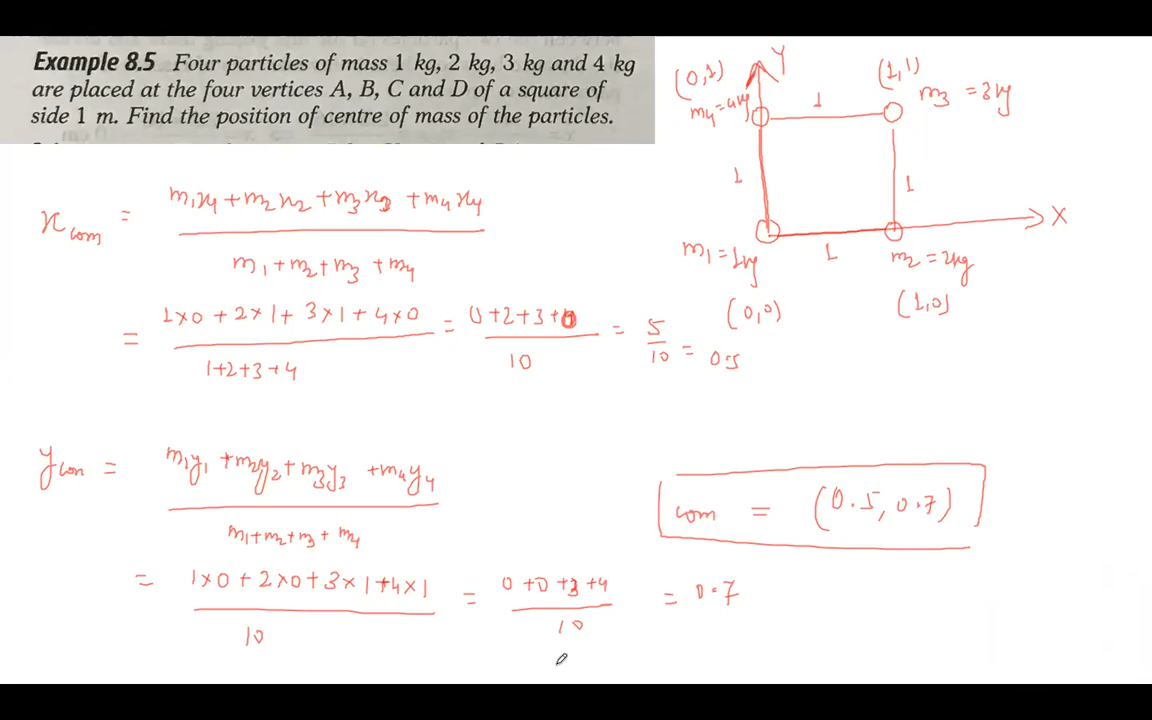 Example 8.5 Four particles of mass 1 kg, 2 kg, 3 kg and 4 kg
are placed at the four vertices A, B, C and D of a square of
side 1 m. Find the position of centre of mass of the particles.
Y
(0,1)
(1,1)
m4=4kg
1
m3 =3kg
1
1
X
m1=1kg
1
m2=2kg
(0,0)
(1,0)
xcom = m1x1+m2x2+m3x3+m4x4
m1+m2+m3+m4
= 1×0+2×1+3×1+4×0 = 0+2+3+0 = 5 = 0.5
1+2+3+4 10 10
ycom = m1y1+m2y2+m3y3+m4y4
m1+m2+m3+m4
com = (0.5, 0.7)
= 1×0+2×0+3×1+4×1 = 0+0+3+4 = 0.7
10 10